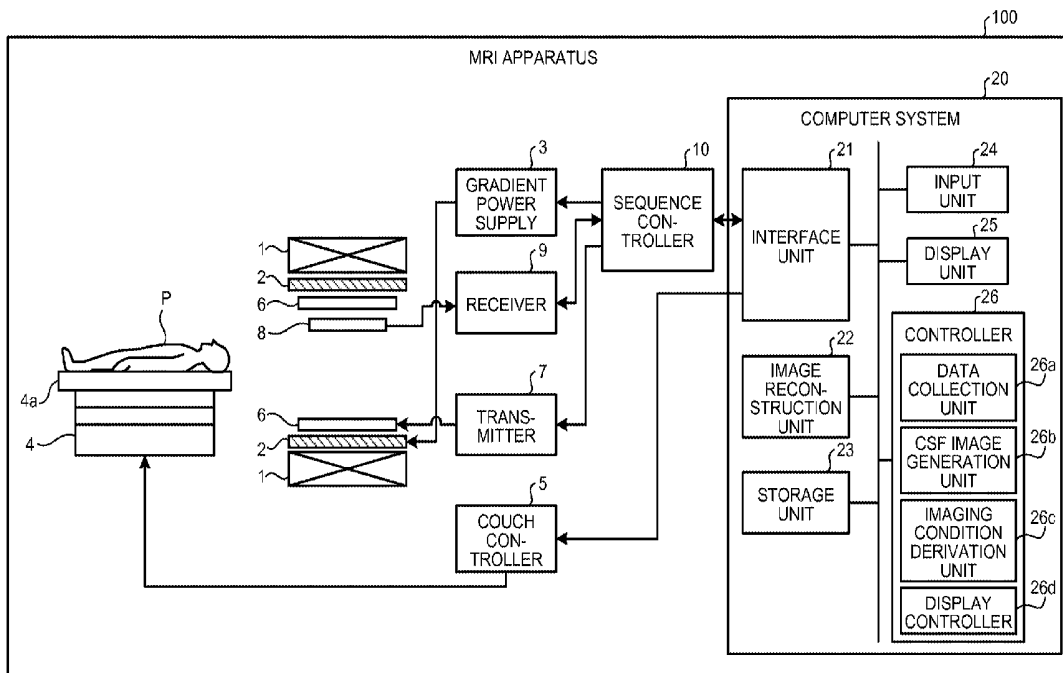 100
MRI APPARATUS
20
COMPUTER SYSTEM
3
GRADIENT
POWER
SUPPLY
10
SEQUENCE
CON-
TROLLER
21
INTERFACE
UNIT
24
INPUT
UNIT
25
DISPLAY
UNIT
1
2
6
8
9
RECEIVER
P
4a
4
6
2
1
7
TRANS-
MITTER
5
COUCH
CON-
TROLLER
22
IMAGE
RECON-
STRUCTION
UNIT
23
STORAGE
UNIT
26
CONTROLLER
26a
DATA
COLLECTION
UNIT
26b
CSF IMAGE
GENERATION
UNIT
26c
IMAGING
CONDITION
DERIVATION
UNIT
26d
DISPLAY
CONTROLLER